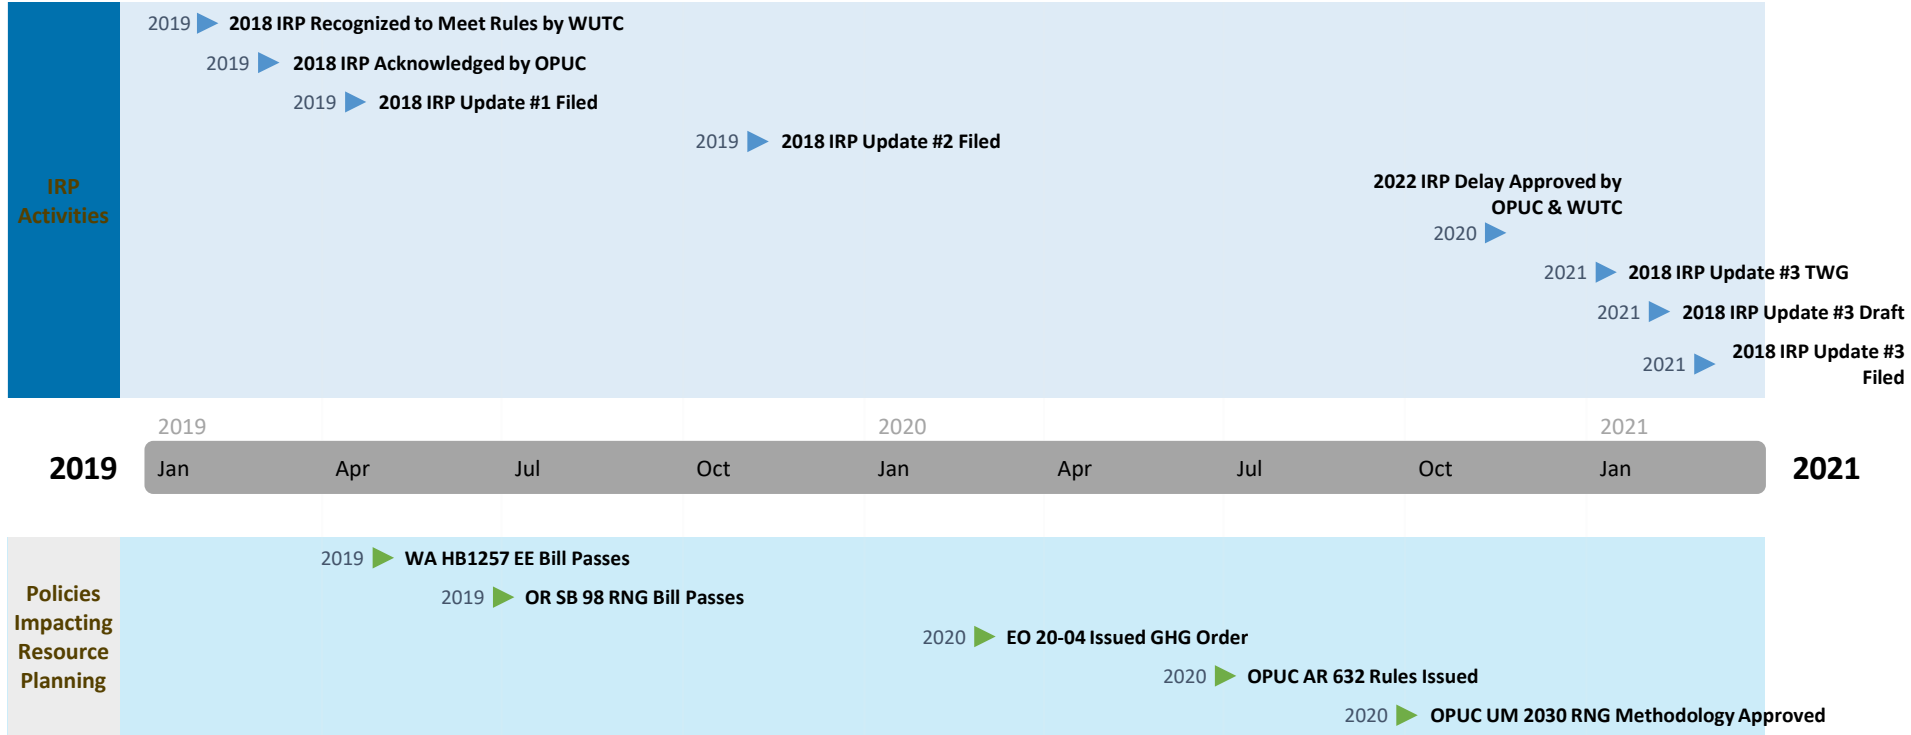 2019 2018 IRP Recognized to Meet Rules by WUTC
2019 2018 IRP Acknowledged by OPUC
2019 2018 IRP Update #1 Filed
2019 2018 IRP Update #2 Filed
IRP
Activities
2022 IRP Delay Approved by
OPUC & WUTC
2020
2021 2018 IRP Update #3 TWG
2021 2018 IRP Update #3 Draft
2018 IRP Update #3
2021
Filed
2019 2020 2021
2019 Jan Apr Jul Oct Jan Apr Jul Oct Jan 2021
Policies
Impacting
Resource
Planning
2019 WA HB1257 EE Bill Passes
2019 OR SB 98 RNG Bill Passes
2020 EO 20-04 Issued GHG Order
2020 OPUC AR 632 Rules Issued
2020 OPUC UM 2030 RNG Methodology Approved